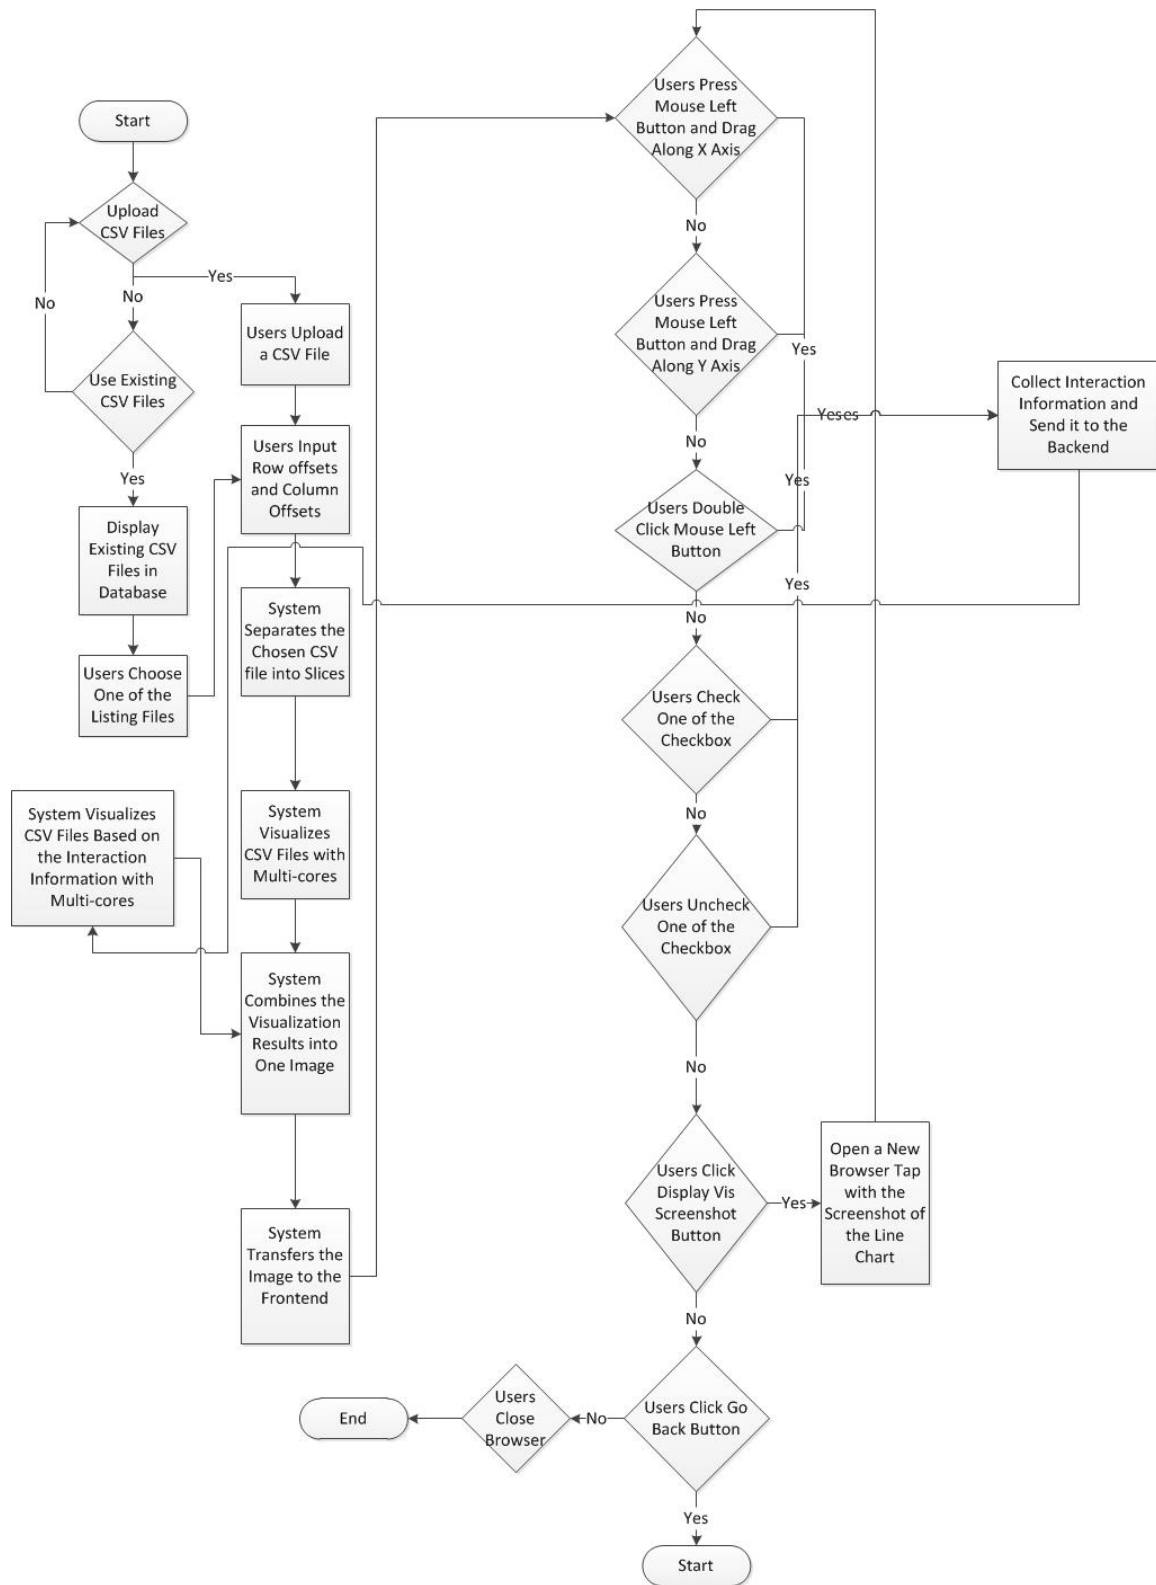 Start
Upload
CSV Files
Yes
No
No
Use Existing
CSV Files
Yes
Display
Existing CSV
Files in
Database
Users Choose
One of the
Listing Files
Users Upload
a CSV File
Users Input
Row offsets
and Column
Offsets
System
Separates the
Chosen CSV
file into Slices
System
Visualizes
CSV Files with
Multi-cores
System Visualizes
CSV Files Based on
the Interaction
Information with
Multi-cores
System
Combines the
Visualization
Results into
One Image
System
Transfers the
Image to the
Frontend
Users Press
Mouse Left
Button and Drag
Along X Axis
No
Users Press
Mouse Left
Button and Drag
Along Y Axis
Yes
No
Yeses
Collect Interaction
Information and
Send it to the
Backend
Yes
Users Double
Click Mouse Left
Button
Yes
No
Users Check
One of the
Checkbox
No
Users Uncheck
One of the
Checkbox
No
Users Click
Display Vis
Screenshot
Button
Yes
Open a New
Browser Tap
with the
Screenshot of
the Line
Chart
No
Users Click Go
Back Button
No
Users
Close
Browser
End
Yes
Start